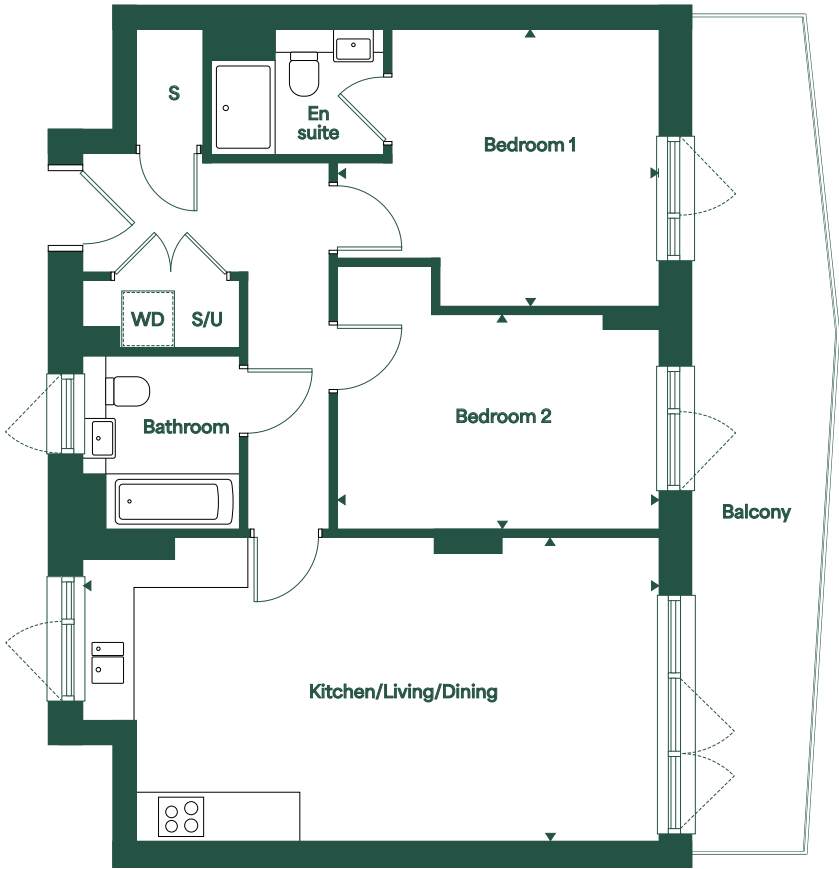 S
En
suite
Bedroom 1
WD
S/U
Bathroom
Bedroom 2
Balcony
Kitchen/Living/Dining